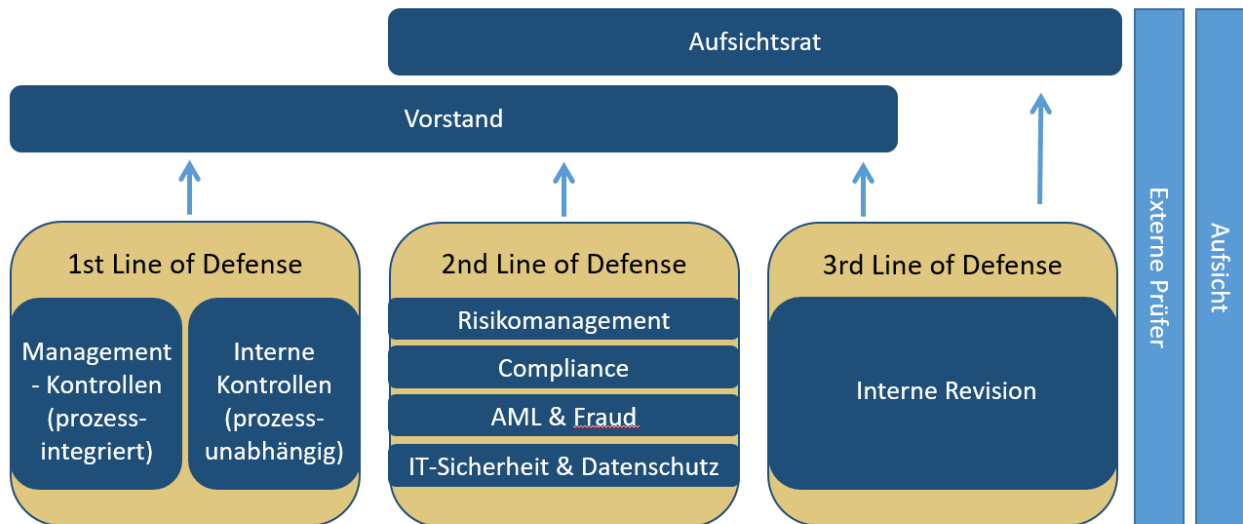 Aufsichtsrat
Vorstand
1st Line of Defense
Management
- Kontrollen
(prozess-
integriert)
Interne
Kontrollen
(prozess-
unabhängig)
2nd Line of Defense
Risikomanagement
Compliance
AML & Fraud
IT-Sicherheit & Datenschutz
3rd Line of Defense
Interne Revision
Externe Prüfer
Aufsicht